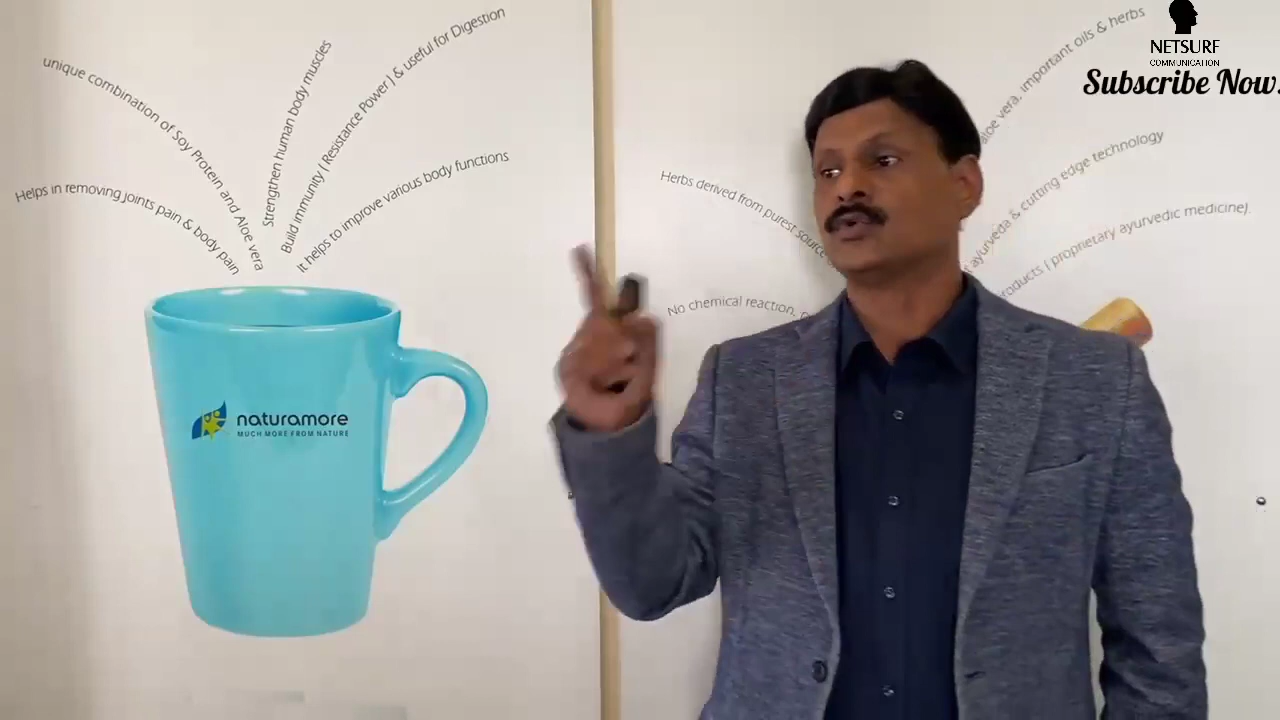 unique combination of Soy Protein and Aloe vera
Strengthen human body muscles
Build immunity (Resistance Power) & useful for Digestion
Helps in removing joints pain & body pain
It helps to improve various body functions
naturamore
MUCH MORE FROM NATURE
aloe vera, important oils & herbs
Herbs derived from purest source
ayurveda & cutting edge technology
products (proprietary ayurvedic medicine).
No chemical reaction,
NETSURF
COMMUNICATION
Subscribe Now.